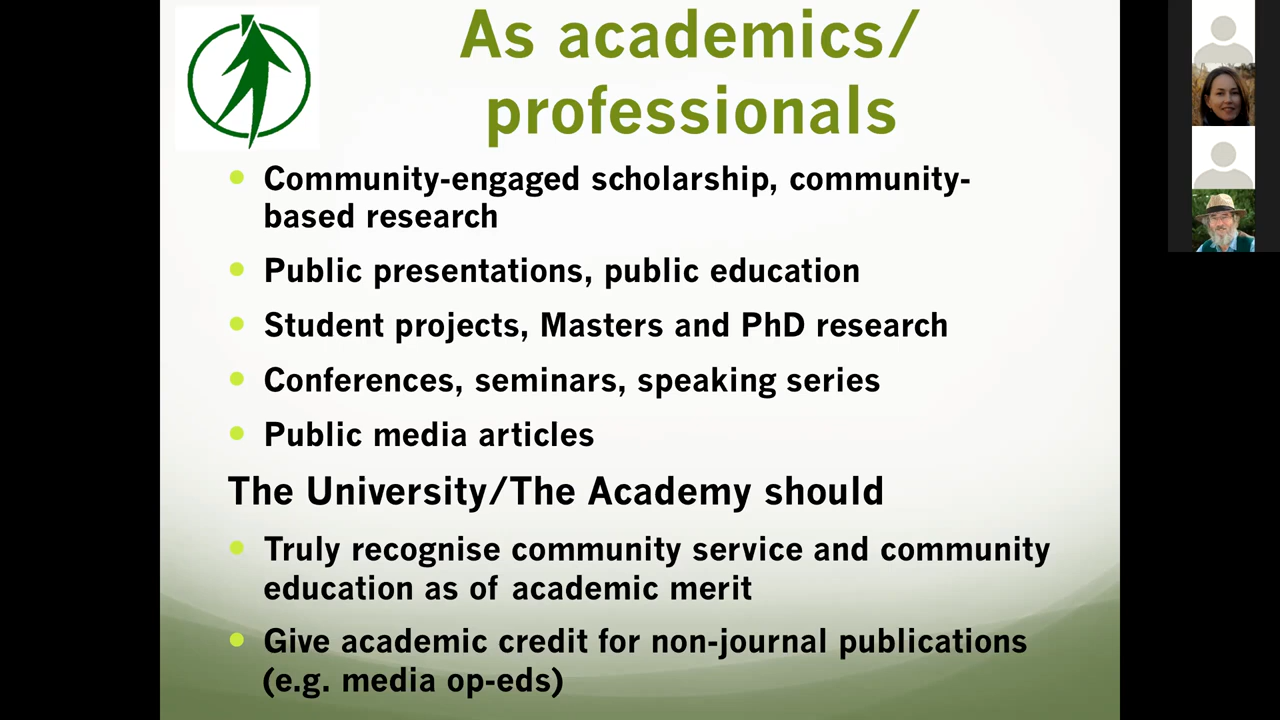 As academics/
professionals
Community-engaged scholarship, community-
based research
Public presentations, public education
Student projects, Masters and PhD research
Conferences, seminars, speaking series
Public media articles
The University/The Academy should
Truly recognise community service and community
education as of academic merit
Give academic credit for non-journal publications
(e.g. media op-eds)